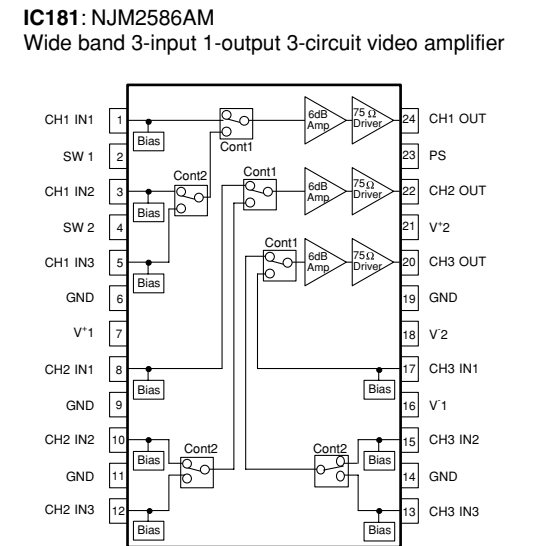 IC181: NJM2586AM
Wide band 3-input 1-output 3-circuit video amplifier
CH1 IN1 1 Bias Cont1 6dB Amp 75Ω Driver 24 CH1 OUT
SW 1 2 23 PS
CH1 IN2 3 Bias Cont2 Cont1 6dB Amp 75Ω Driver 22 CH2 OUT
SW 2 4 21 V+2
CH1 IN3 5 Bias Cont1 6dB Amp 75Ω Driver 20 CH3 OUT
GND 6 19 GND
V+1 7 18 V-2
CH2 IN1 8 Bias Bias 17 CH3 IN1
GND 9 16 V-1
CH2 IN2 10 Bias Cont2 Cont2 Bias 15 CH3 IN2
GND 11 14 GND
CH2 IN3 12 Bias Bias 13 CH3 IN3